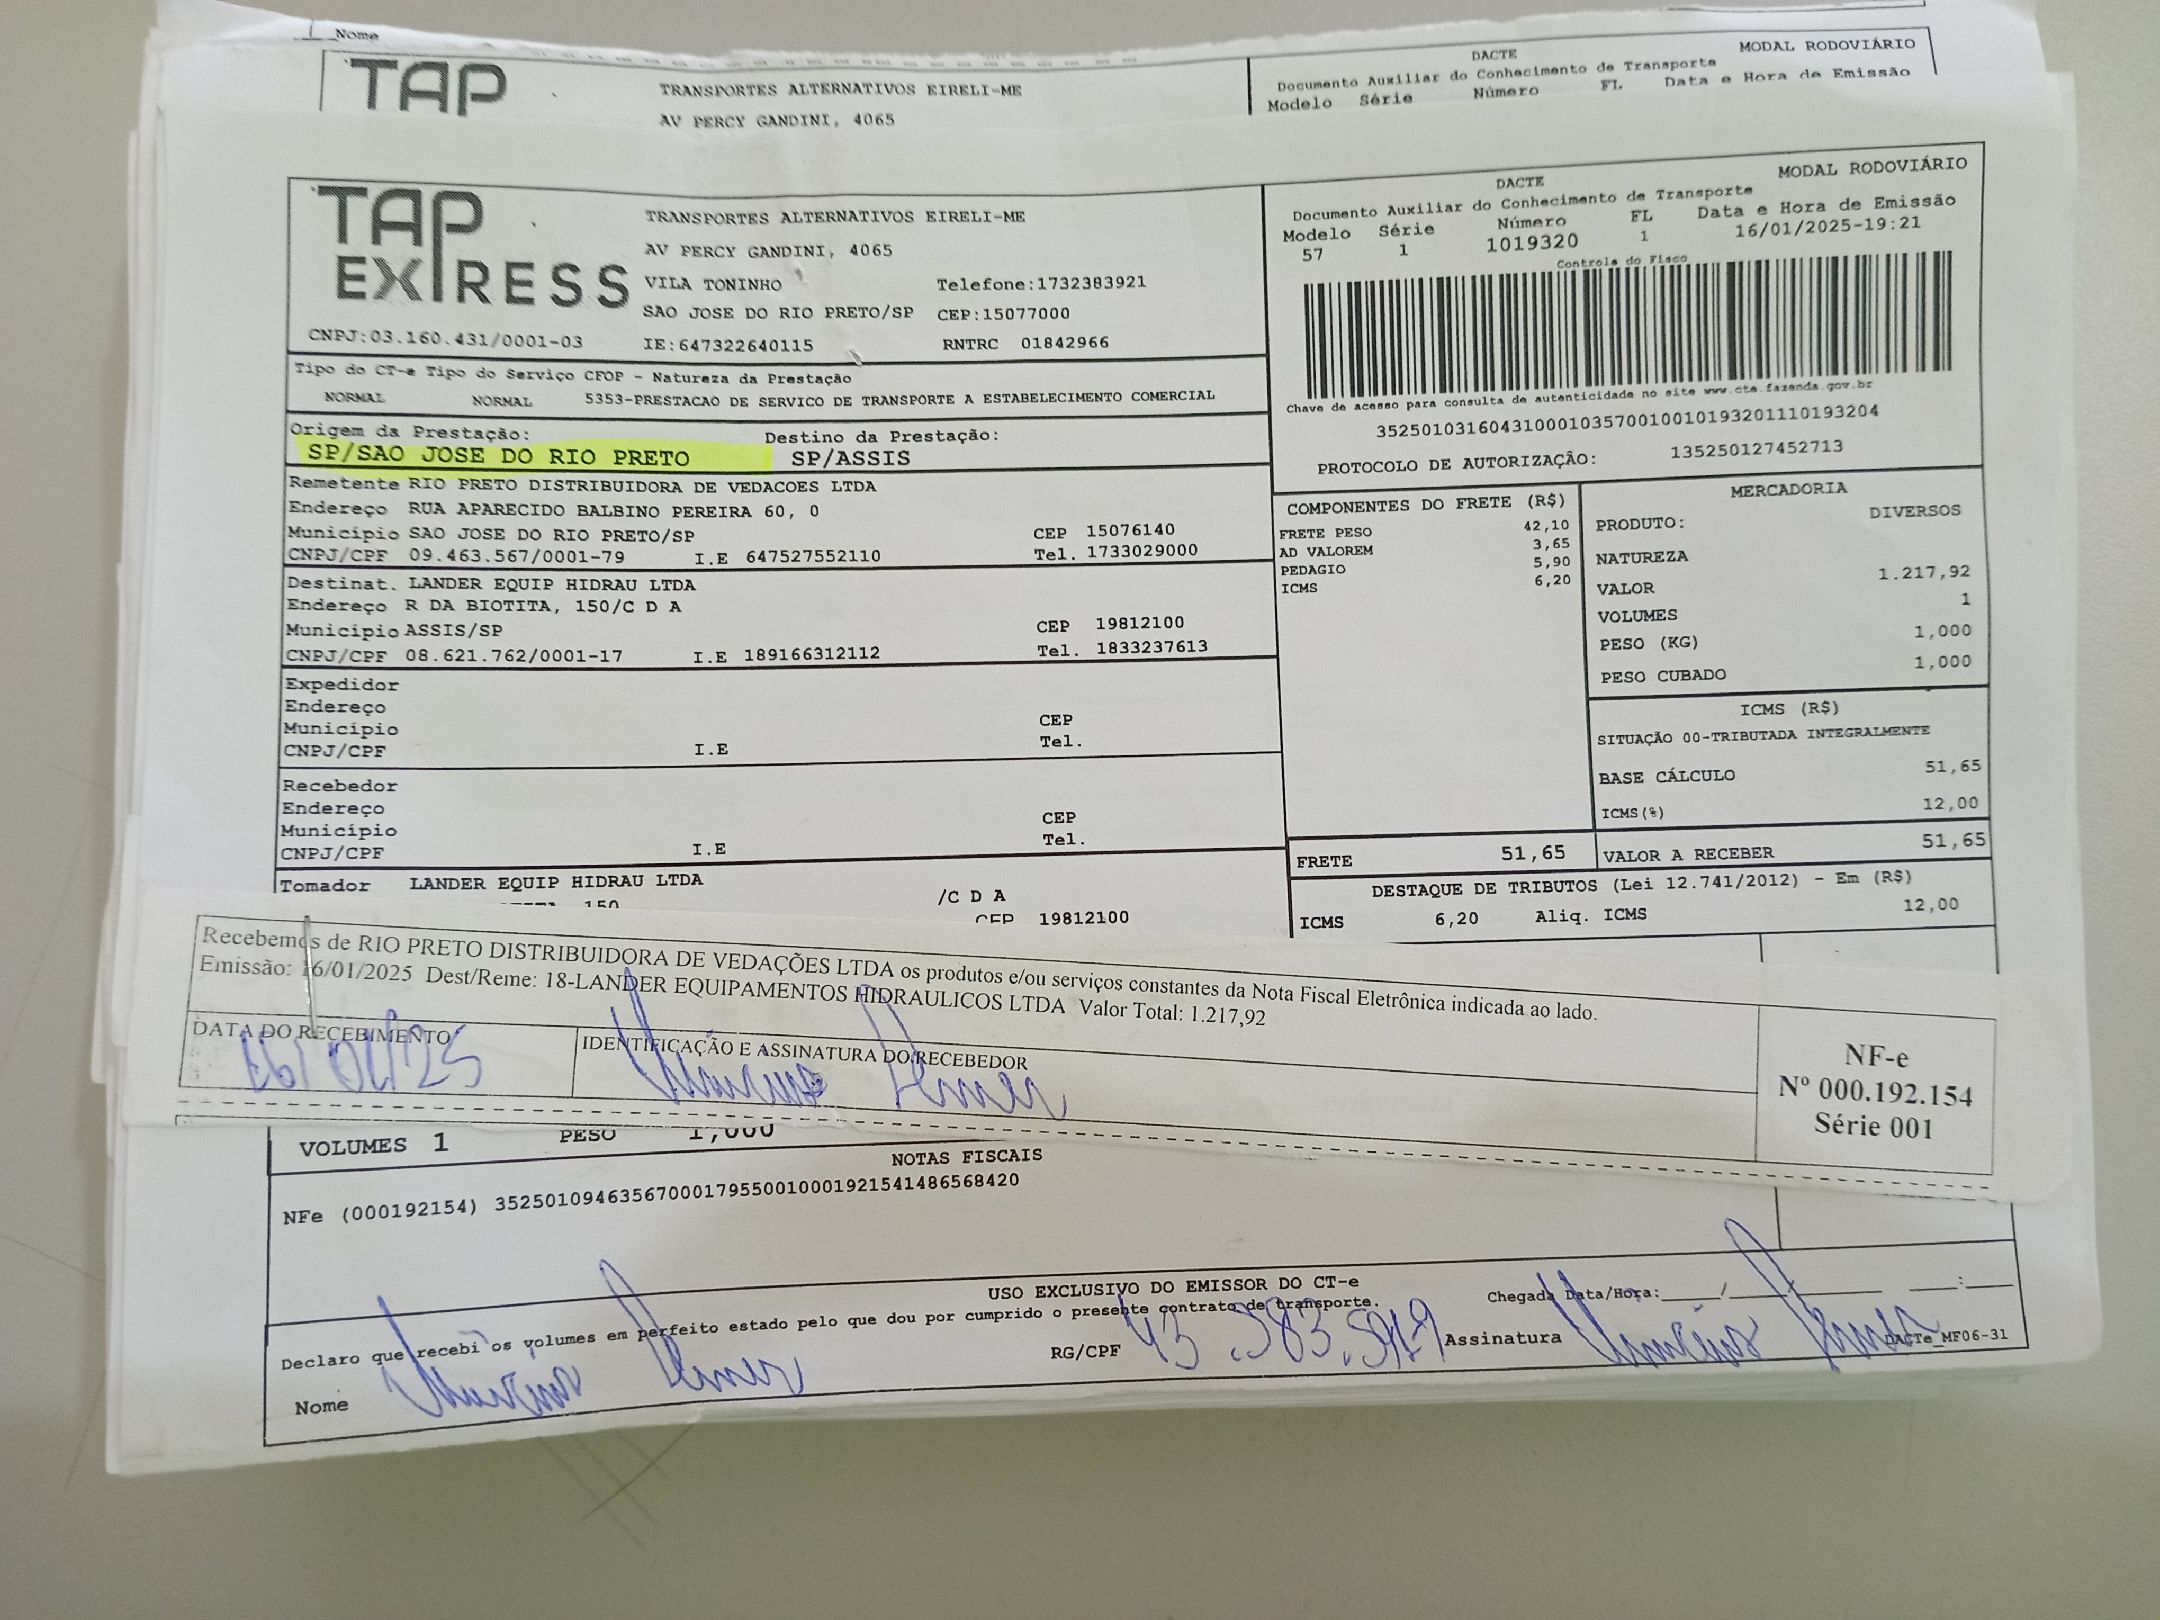 Nome
TAP
TRANSPORTES ALTERNATIVOS EIRELI-ME
AV PERCY GANDINI, 4065
DACTE
MODAL RODOVIÁRIO
Documento Auxiliar do Conhecimento de Transporte
Modelo Série Número FL Data e Hora de Emissão
TAP EXPRESS
TRANSPORTES ALTERNATIVOS EIRELI-ME
AV PERCY GANDINI, 4065
VILA TONINHO Telefone:1732383921
SAO JOSE DO RIO PRETO/SP CEP:15077000
CNPJ:03.160.431/0001-03 IE:647322640115 RNTRC 01842966
DACTE
MODAL RODOVIÁRIO
Documento Auxiliar do Conhecimento de Transporte
Modelo Série Número FL Data e Hora de Emissão
57 1 1019320 1 16/01/2025-19:21
Controle do Fisco
Chave de acesso para consulta de autenticidade no site www.cte.fazenda.gov.br
35250103160431000103570010010193201110193204
PROTOCOLO DE AUTORIZAÇÃO: 135250127452713
Tipo do CT-e Tipo do Serviço CFOP - Natureza da Prestação
NORMAL NORMAL 5353-PRESTACAO DE SERVICO DE TRANSPORTE A ESTABELECIMENTO COMERCIAL
Origem da Prestação: Destino da Prestação:
SP/SAO JOSE DO RIO PRETO SP/ASSIS
Remetente RIO PRETO DISTRIBUIDORA DE VEDACOES LTDA
Endereço RUA APARECIDO BALBINO PEREIRA 60, 0
Município SAO JOSE DO RIO PRETO/SP CEP 15076140
CNPJ/CPF 09.463.567/0001-79 I.E 647527552110 Tel. 1733029000
Destinat. LANDER EQUIP HIDRAU LTDA
Endereço R DA BIOTITA, 150/C D A
Município ASSIS/SP CEP 19812100
CNPJ/CPF 08.621.762/0001-17 I.E 189166312112 Tel. 1833237613
Expedidor
Endereço
Município CEP
CNPJ/CPF I.E Tel.
Recebedor
Endereço
Município CEP
CNPJ/CPF I.E Tel.
Tomador LANDER EQUIP HIDRAU LTDA
150 /C D A
CEP 19812100
COMPONENTES DO FRETE (R$)
FRETE PESO 42,10
AD VALOREM 3,65
PEDAGIO 5,90
ICMS 6,20
FRETE 51,65
MERCADORIA
PRODUTO: DIVERSOS
NATUREZA
VALOR 1.217,92
VOLUMES 1
PESO (KG) 1,000
PESO CUBADO 1,000
ICMS (R$)
SITUAÇÃO 00-TRIBUTADA INTEGRALMENTE
BASE CÁLCULO 51,65
ICMS(%) 12,00
VALOR A RECEBER 51,65
DESTAQUE DE TRIBUTOS (Lei 12.741/2012) - Em (R$)
ICMS 6,20 Aliq. ICMS 12,00
Recebemos de RIO PRETO DISTRIBUIDORA DE VEDAÇÕES LTDA os produtos e/ou serviços constantes da Nota Fiscal Eletrônica indicada ao lado.
Emissão: 16/01/2025 Dest/Reme: 18-LANDER EQUIPAMENTOS HIDRAULICOS LTDA Valor Total: 1.217,92
DATA DO RECEBIMENTO
IDENTIFICAÇÃO E ASSINATURA DO RECEBEDOR
NF-e
Nº 000.192.154
Série 001
VOLUMES 1 PESO 1,000
NOTAS FISCAIS
NFe (000192154) 35250109463567000179550010001921541486568420
USO EXCLUSIVO DO EMISSOR DO CT-e
Declaro que recebi os volumes em perfeito estado pelo que dou por cumprido o presente contrato de transporte.
Chegada Data/Hora:
Nome
RG/CPF
Assinatura
DACTe_MF06-31